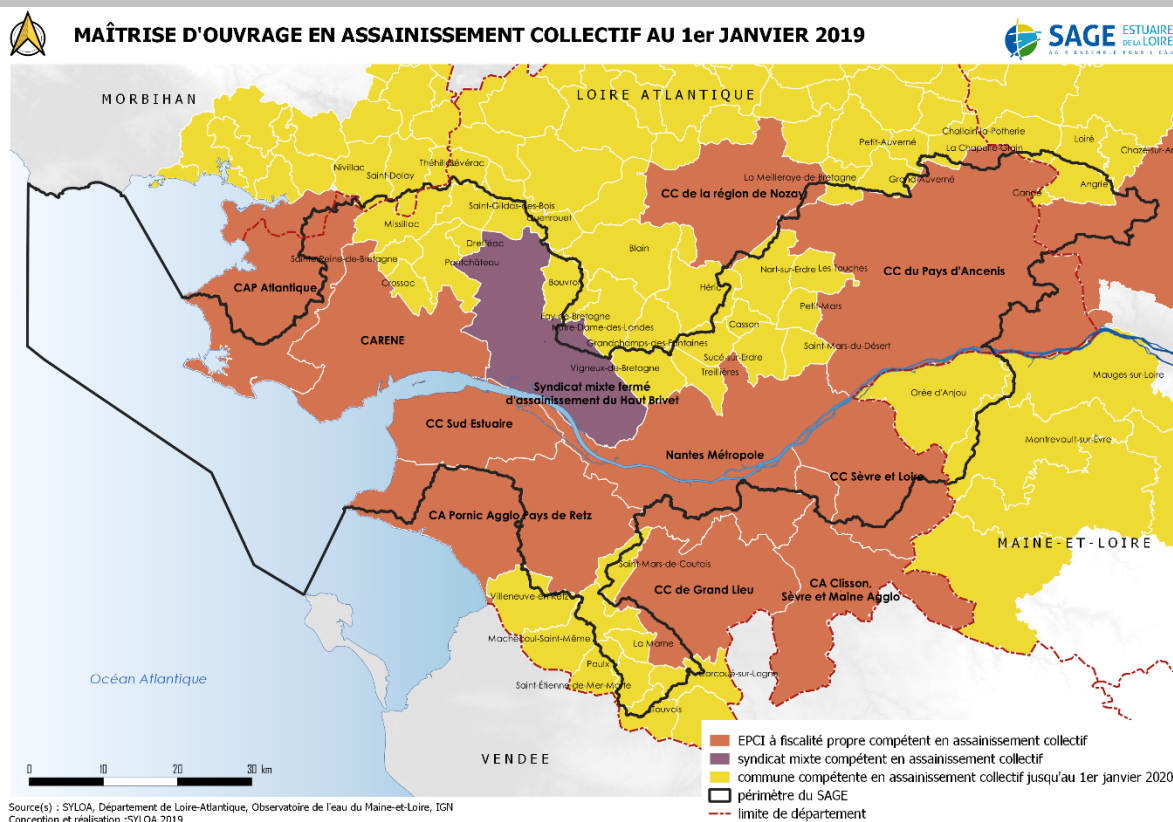 MAÎTRISE D'OUVRAGE EN ASSAINISSEMENT COLLECTIF AU 1er JANVIER 2019
SAGE ESTUAIRE
DE LA LOIRE
MORBIHAN
LOIRE ATLANTIQUE
Challain-la-Potherie
Petit-Auverné
Loiré
La Chapelle-Glain
Nivillac
Théhillac
Sévérac
Saint-Dolay
La Meilleraye-de-Bretagne
Grand-Auverné
Angrie
Candé
CC de la région de Nozay
Saint-Gildas-des-Bois
Guenrouet
Missillac
Drefféac
Blain
Sainte-Reine-de-Bretagne
Pontchâteau
Nort-sur-Erdre
Les Touches
CC du Pays d'Ancenis
Crossac
CAP Atlantique
Bouvron
Héric
Petit-Mars
Fay-de-Bretagne
Notre-Dame-des-Landes
Casson
CARENE
Grandchamps-des-Fontaines
Saint-Mars-du-Désert
Sucé-sur-Erdre
Vigneux-de-Bretagne
Treillières
Mauges-sur-Loire
Syndicat mixte fermé
d'assainissement du Haut Brivet
Orée d'Anjou
CC Sud Estuaire
Montrevault-sur-Èvre
Nantes Métropole
CC Sèvre et Loire
CA Pornic Agglo Pays de Retz
MAINE-ET-LOIRE
Saint-Mars-de-Coutais
CC de Grand Lieu
CA Clisson,
Sèvre et Maine Agglo
Villeneuve-en-Retz
Machecoul-Saint-Même
La Marne
Paulx
Corcoué-sur-Logne
Océan Atlantique
Saint-Étienne-de-Mer-Morte
Touvois
VENDEE
EPCI à fiscalité propre compétent en assainissement collectif
syndicat mixte compétent en assainissement collectif
commune compétente en assainissement collectif jusqu'au 1er janvier 2020
périmètre du SAGE
limite de département
0 10 20 30 km
Source(s) : SYLOA, Département de Loire-Atlantique, Observatoire de l'eau du Maine-et-Loire, IGN
Conception et réalisation :SYLOA 2019